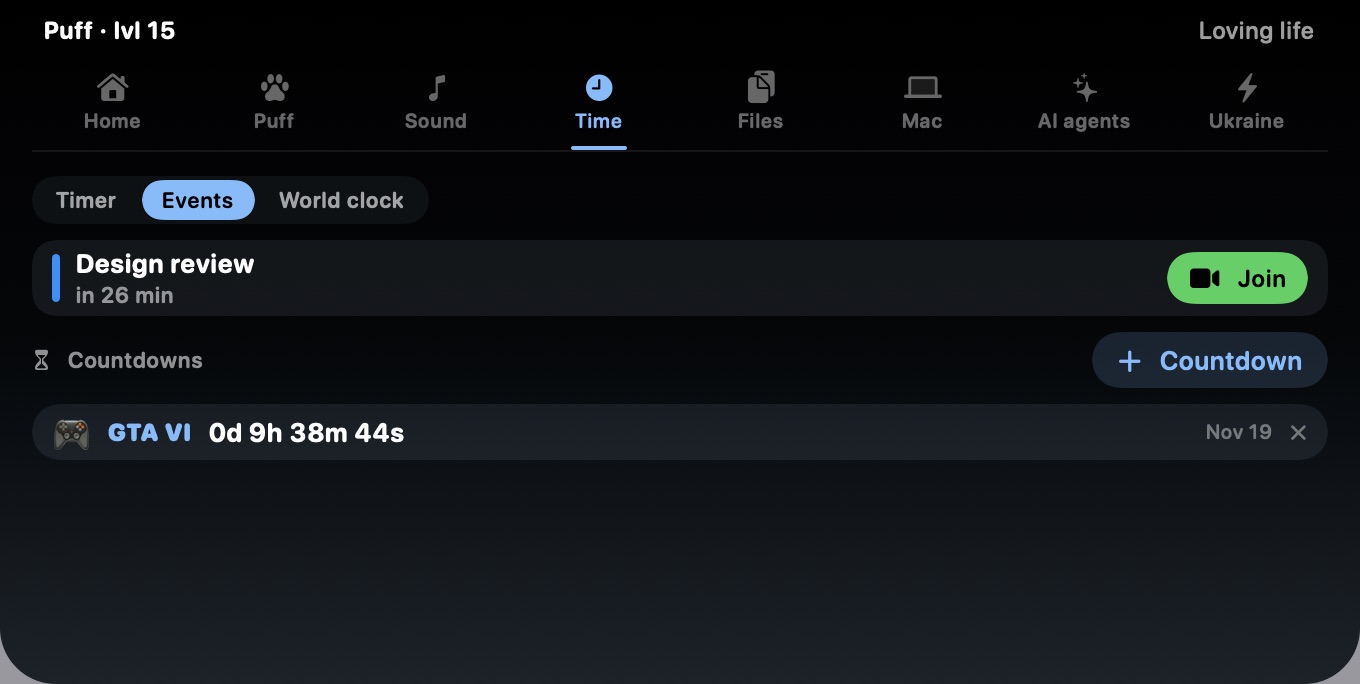 Puff · lvl 15
Loving life
Home
Puff
Sound
Time
Files
Mac
AI agents
Ukraine
Timer
Events
World clock
Design review
in 26 min
Join
Countdowns
+ Countdown
GTA VI 0d 9h 38m 44s
Nov 19